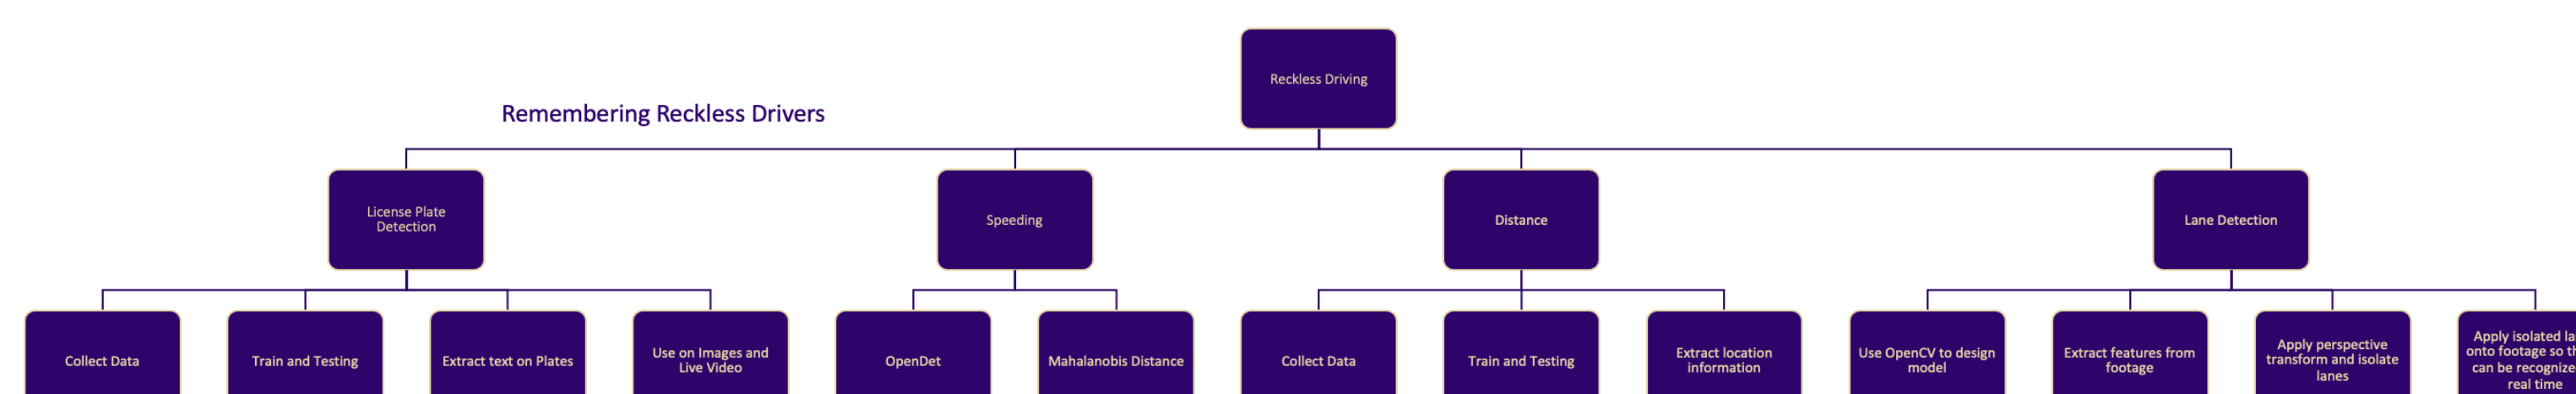 Reckless Driving
Remembering Reckless Drivers
License Plate
Detection
Speeding
Distance
Lane Detection
Collect Data
Train and Testing
Extract text on Plates
Use on Images and
Live Video
OpenDet
Mahalanobis Distance
Collect Data
Train and Testing
Extract location
information
Use OpenCV to design
model
Extract features from
footage
Apply perspective
transform and isolate
lanes
Apply isolated
onto footage so
can be
real time